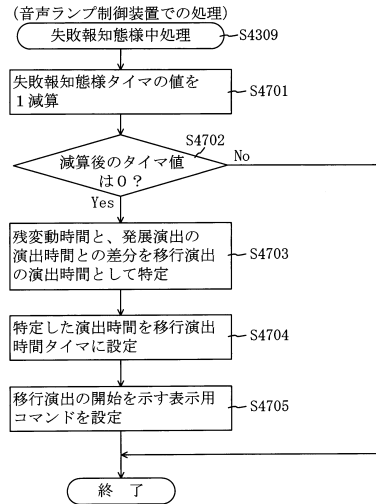 (音声ランプ制御装置での処理)
失敗報知態様中処理
S4309
失敗報知態様タイマの値を
１減算
S4701
S4702
減算後のタイマ値
は０？
No
Yes
残変動時間と、発展演出の
演出時間との差分を移行演出
の演出時間として特定
S4703
特定した演出時間を移行演出
時間タイマに設定
S4704
移行演出の開始を示す表示用
コマンドを設定
S4705
終 了